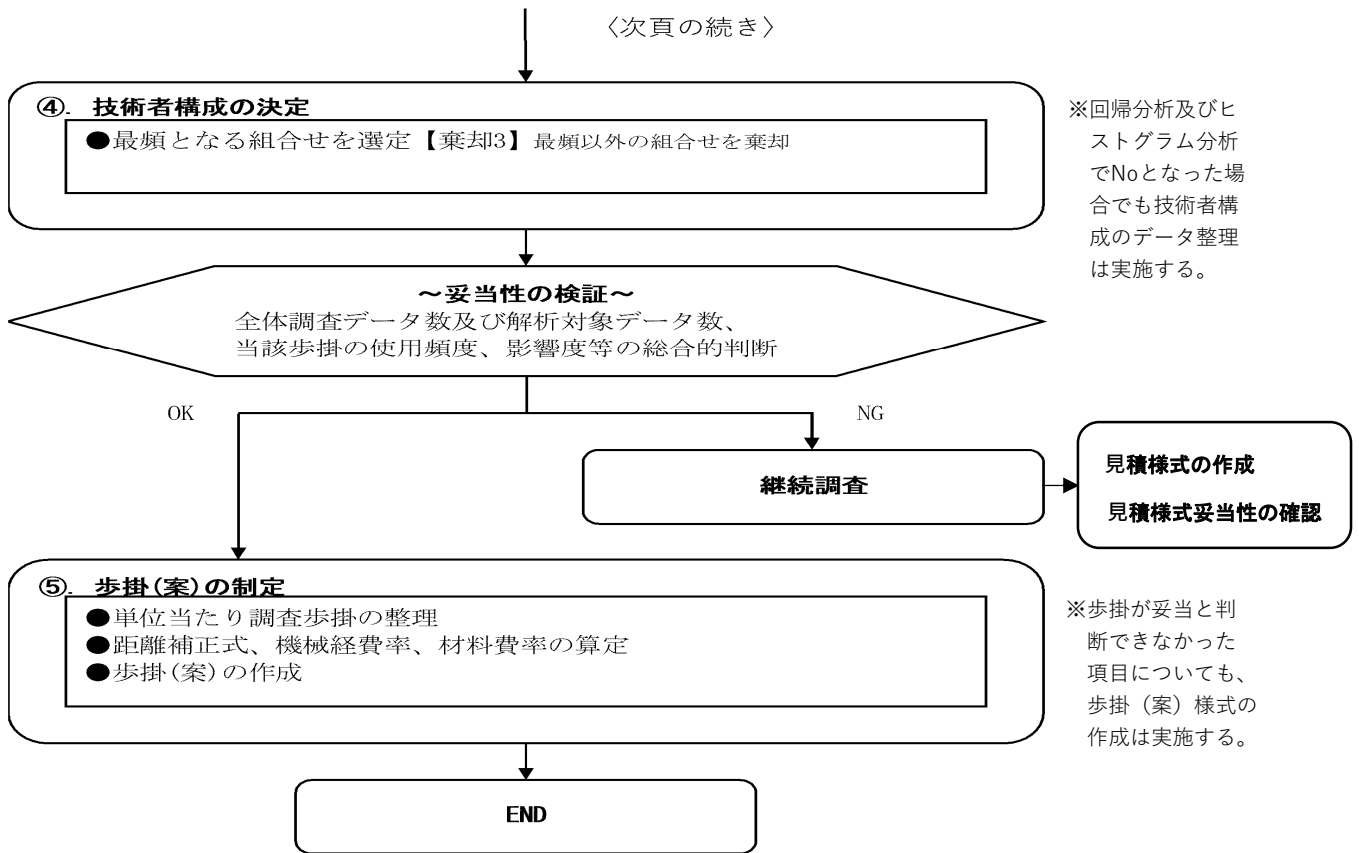 〈次頁の続き〉
④. 技術者構成の決定
●最頻となる組合せを選定【棄却3】最頻以外の組合せを棄却
※回帰分析及びヒ
ストグラム分析
でNoとなった場
合でも技術者構
成のデータ整理
は実施する。
～妥当性の検証～
全体調査データ数及び解析対象データ数、
当該歩掛の使用頻度、影響度等の総合的判断
OK
NG
継続調査
見積様式の作成
見積様式妥当性の確認
⑤. 歩掛(案)の制定
●単位当たり調査歩掛の整理
●距離補正式、機械経費率、材料費率の算定
●歩掛(案)の作成
※歩掛が妥当と判
断できなかった
項目についても、
歩掛（案）様式の
作成は実施する。
END